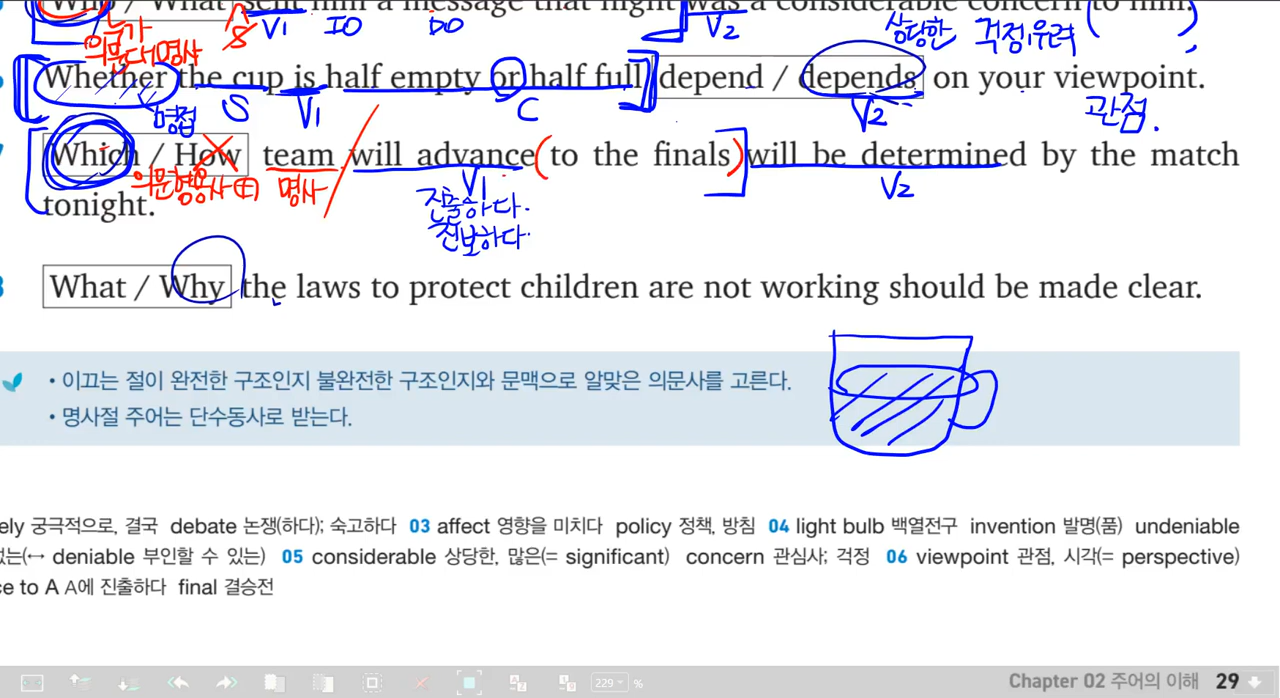 Who / What sent him a message that night was a considerable concern to him.
누가 S V1 IO DO V2 상당한 걱정, 우려 ( )
의문대명사
Whether the cup is half empty or half full depend / depends on your viewpoint.
명접 S V1 C V2 관점.
Which / How team will advance (to the finals) will be determined by the match
의문형용사 명사 V1 V2
tonight.
진출하다.
진보하다.
What / Why the laws to protect children are not working should be made clear.
• 이끄는 절이 완전한 구조인지 불완전한 구조인지와 문맥으로 알맞은 의문사를 고른다.
• 명사절 주어는 단수동사로 받는다.
ely 궁극적으로, 결국 debate 논쟁(하다); 숙고하다 03 affect 영향을 미치다 policy 정책, 방침 04 light bulb 백열전구 invention 발명(품) undeniable
없는(↔ deniable 부인할 수 있는) 05 considerable 상당한, 많은(= significant) concern 관심사; 걱정 06 viewpoint 관점, 시각(= perspective)
ce to A A에 진출하다 final 결승전
229 %
Chapter 02 주어의 이해 29